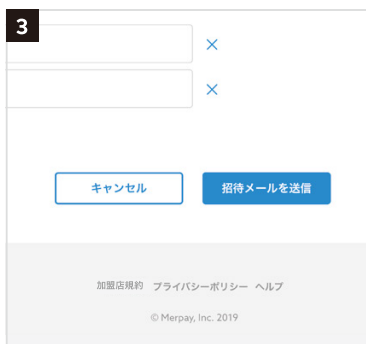 3
×
×
キャンセル 招待メールを送信
加盟店規約 プライバシーポリシー ヘルプ
© Merpay, Inc. 2019